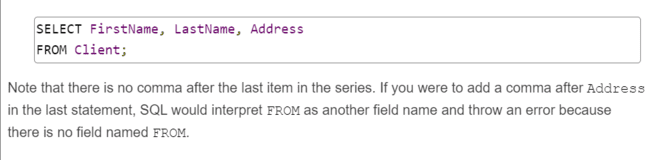 SELECT FirstName, LastName, Address
FROM Client;
Note that there is no comma after the last item in the series. If you were to add a comma after Address
in the last statement, SQL would interpret FROM as another field name and throw an error because
there is no field named FROM.